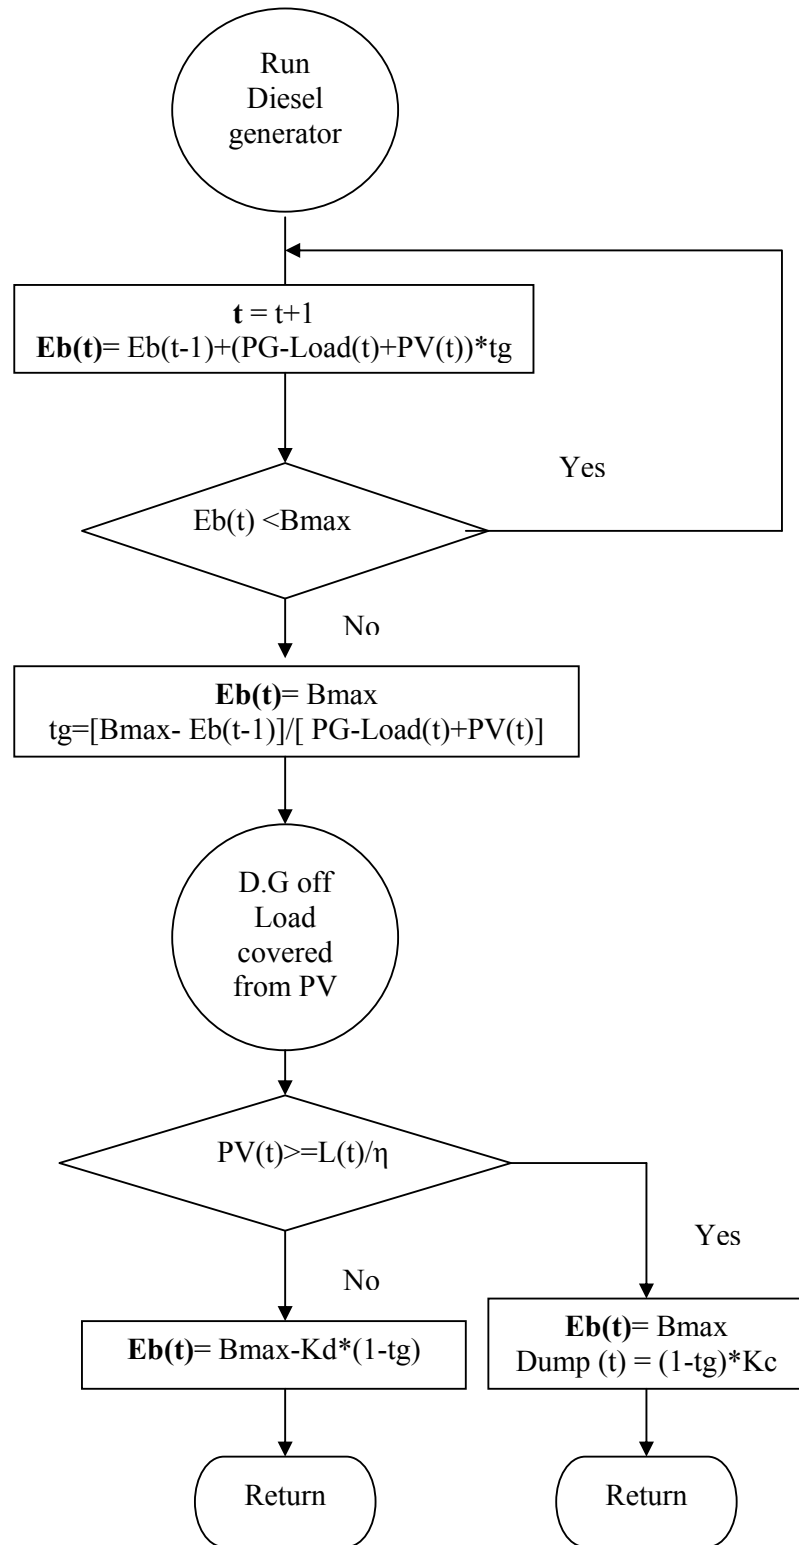 Run
Diesel
generator
t = t+1
Eb(t)= Eb(t-1)+(PG-Load(t)+PV(t))*tg
Yes
Eb(t) <Bmax
No
Eb(t)= Bmax
tg=[Bmax- Eb(t-1)]/[ PG-Load(t)+PV(t)]
D.G off
Load
covered
from PV
PV(t)>=L(t)/η
Yes
No
Eb(t)= Bmax-Kd*(1-tg)
Eb(t)= Bmax
Dump (t) = (1-tg)*Kc
Return
Return